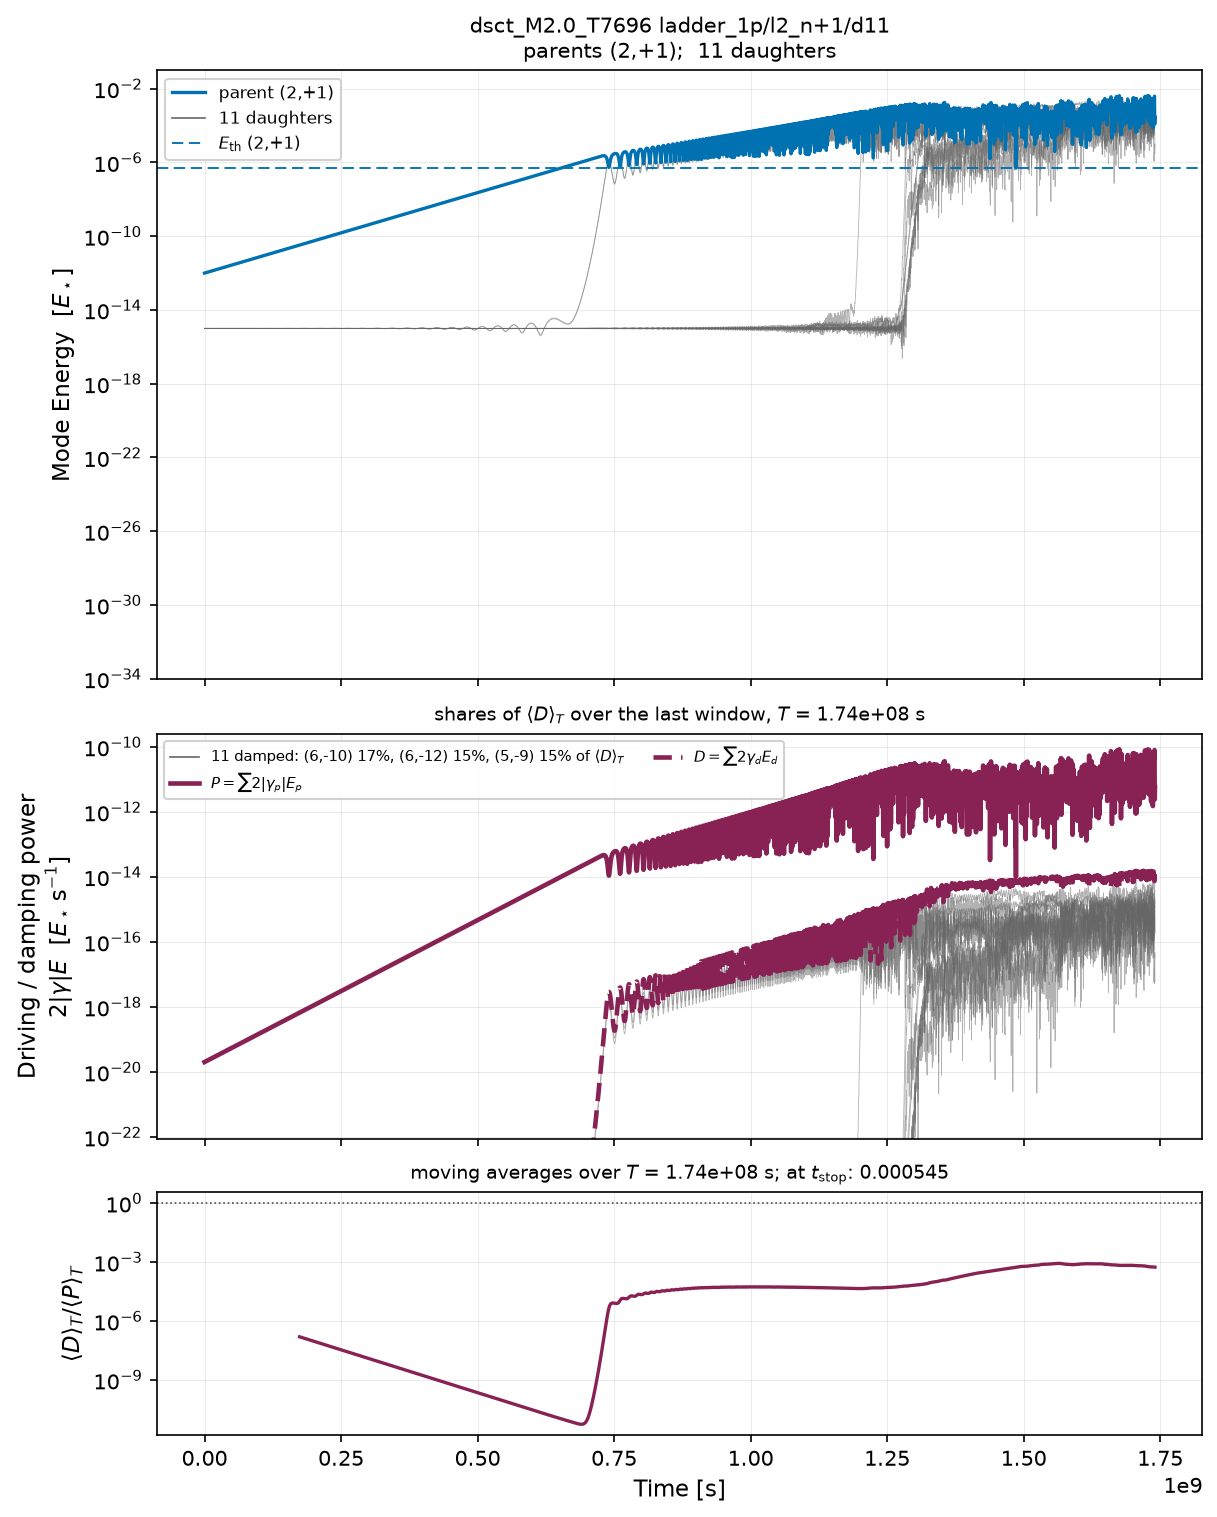 dsct_M2.0_T7696 ladder_1p/l2_n+1/d11
parents (2,+1);  11 daughters
parent (2,+1)
11 daughters
E_th (2,+1)
Mode Energy [E⋆]
10^−2
10^−6
10^−10
10^−14
10^−18
10^−22
10^−26
10^−30
10^−34
shares of ⟨D⟩_T over the last window, T = 1.74e+08 s
11 damped: (6,-10) 17%, (6,-12) 15%, (5,-9) 15% of ⟨D⟩_T
P = ∑2|γ_p|E_p
D = ∑2γ_d E_d
Driving / damping power
2|γ|E [E⋆ s^−1]
10^−10
10^−12
10^−14
10^−16
10^−18
10^−20
10^−22
moving averages over T = 1.74e+08 s; at t_stop: 0.000545
⟨D⟩_T/⟨P⟩_T
10^0
10^−3
10^−6
10^−9
0.00 0.25 0.50 0.75 1.00 1.25 1.50 1.75
1e9
Time [s]